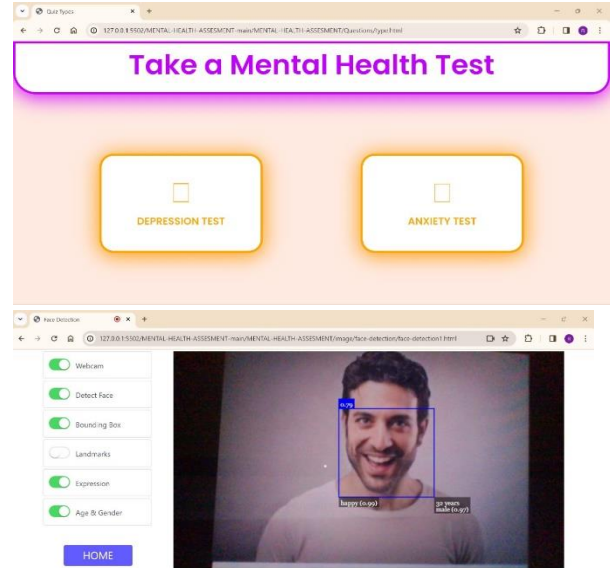 Quiz Types
127.0.0.1:5502/MENTAL-HEALTH-ASSESMENT-main/MENTAL-HEALTH-ASSESMENT/Questions/type.html
Take a Mental Health Test
DEPRESSION TEST
ANXIETY TEST
Face Detection
127.0.0.1:5502/MENTAL-HEALTH-ASSESMENT-main/MENTAL-HEALTH-ASSESMENT/image/face-detection/face-detection1.html
Webcam
Detect Face
Bounding Box
Landmarks
Expression
Age & Gender
HOME
0.79
happy (0.99)
32 years
male (0.97)